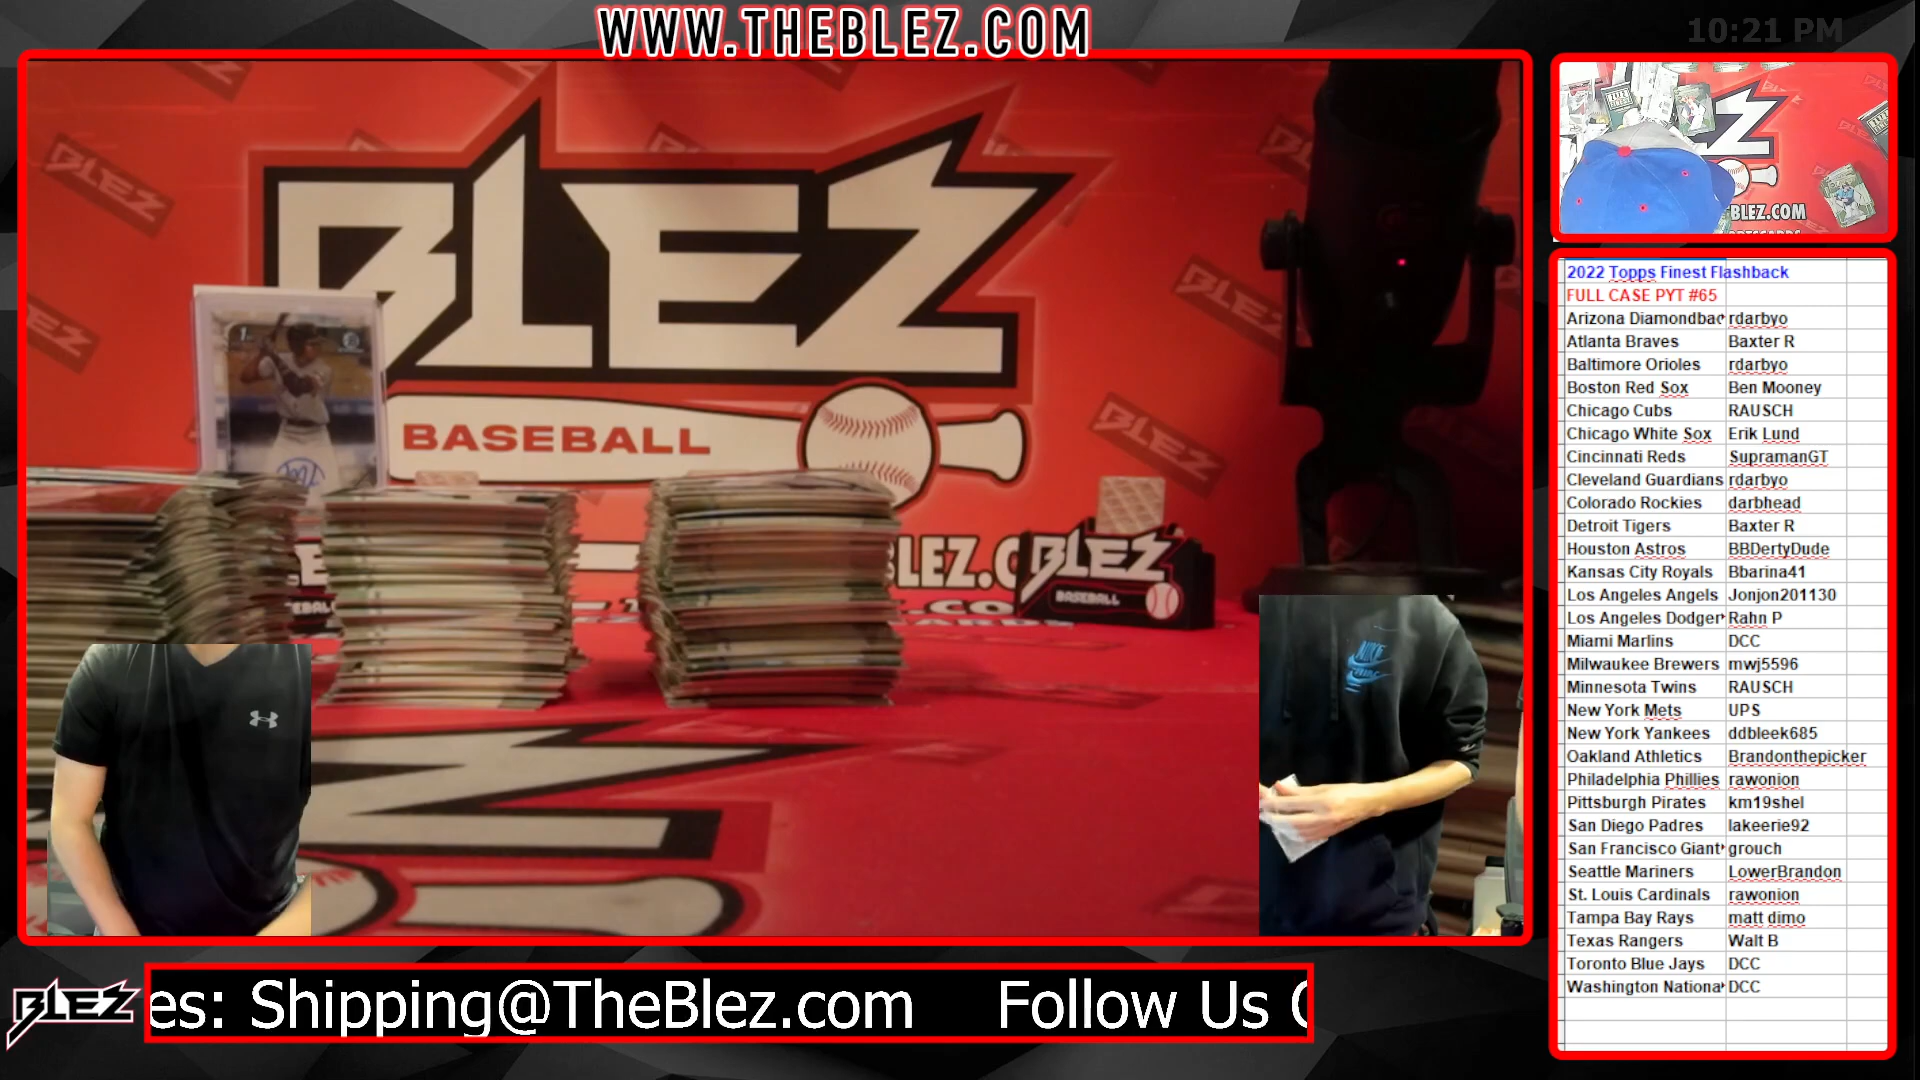 WWW.THEBLEZ.COM
10:21 PM
BLEZ
BLEZ
BLEZ
BLEZ
BASEBALL
BLEZ
BLEZ
BASEBALL
BLEZ.COM
2022 Topps Finest Flashback
FULL CASE PYT #65
Arizona Diamondbac rdarbyo
Atlanta Braves Baxter R
Baltimore Orioles rdarbyo
Boston Red Sox Ben Mooney
Chicago Cubs RAUSCH
Chicago White Sox Erik Lund
Cincinnati Reds SupramanGT
Cleveland Guardians rdarbyo
Colorado Rockies darbhead
Detroit Tigers Baxter R
Houston Astros BBDertyDude
Kansas City Royals Bbarina41
Los Angeles Angels Jonjon201130
Los Angeles Dodger Rahn P
Miami Marlins DCC
Milwaukee Brewers mwj5596
Minnesota Twins RAUSCH
New York Mets UPS
New York Yankees ddbleek685
Oakland Athletics Brandonthepicker
Philadelphia Phillies rawonion
Pittsburgh Pirates km19shel
San Diego Padres lakeerie92
San Francisco Giant grouch
Seattle Mariners LowerBrandon
St. Louis Cardinals rawonion
Tampa Bay Rays matt dimo
Texas Rangers Walt B
Toronto Blue Jays DCC
Washington Nationa DCC
BLEZ
es: Shipping@TheBlez.com Follow Us